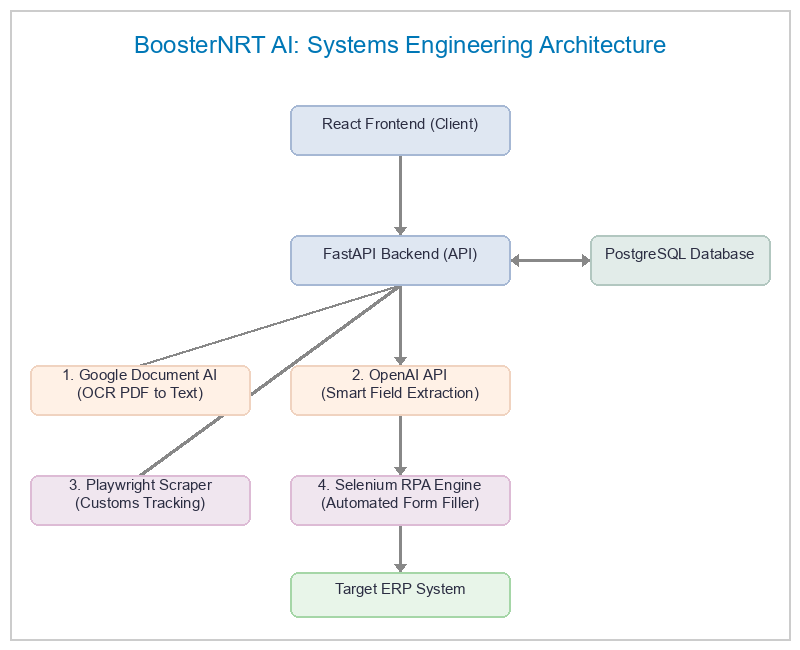 BoosterNRT AI: Systems Engineering Architecture
React Frontend (Client)
FastAPI Backend (API)
PostgreSQL Database
1. Google Document AI
(OCR PDF to Text)
2. OpenAI API
(Smart Field Extraction)
3. Playwright Scraper
(Customs Tracking)
4. Selenium RPA Engine
(Automated Form Filler)
Target ERP System